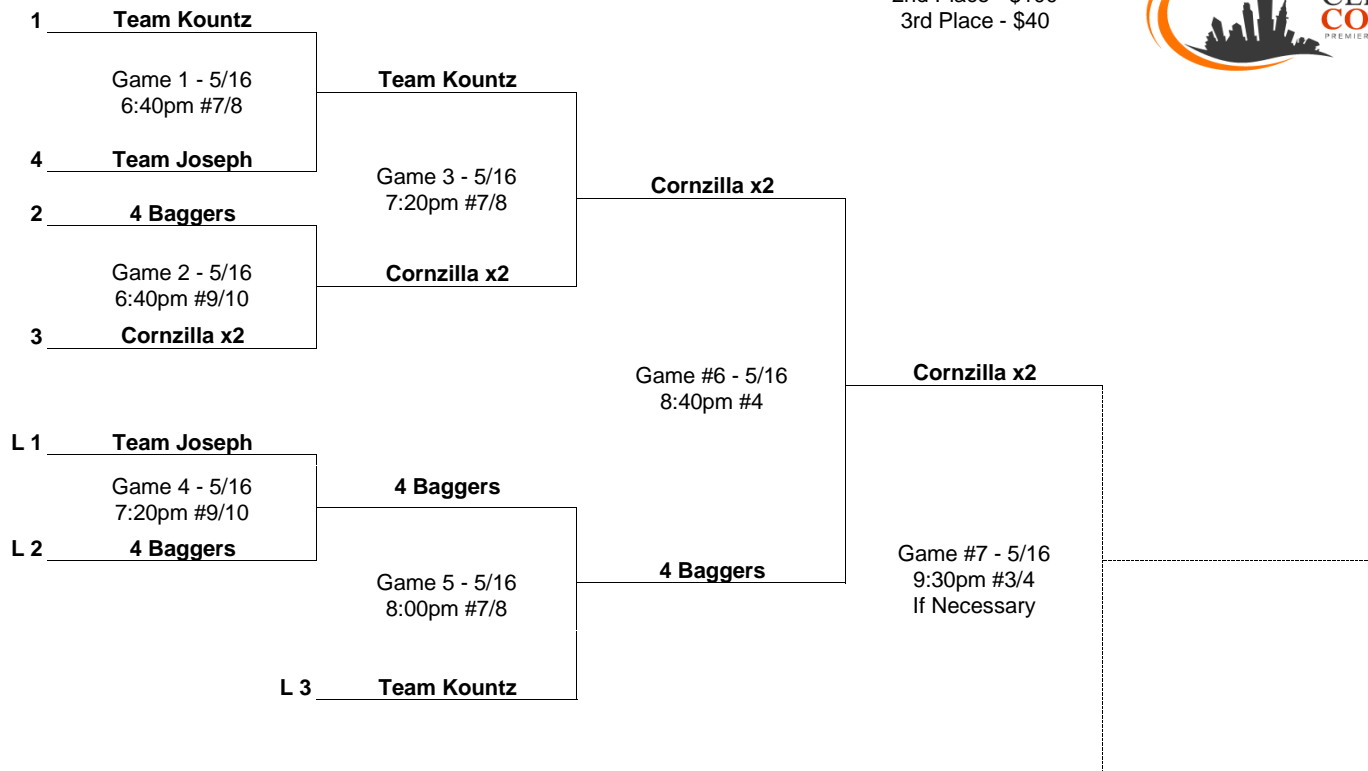 3rd Place - $40
PREMIER
1 Team Kountz
Game 1 - 5/16
6:40pm #7/8
Team Kountz
4 Team Joseph
Game 3 - 5/16
7:20pm #7/8
Cornzilla x2
2 4 Baggers
Game 2 - 5/16
6:40pm #9/10
Cornzilla x2
3 Cornzilla x2
Game #6 - 5/16
8:40pm #4
Cornzilla x2
L 1 Team Joseph
Game 4 - 5/16
7:20pm #9/10
4 Baggers
L 2 4 Baggers
Game 5 - 5/16
8:00pm #7/8
4 Baggers
Game #7 - 5/16
9:30pm #3/4
If Necessary
L 3 Team Kountz